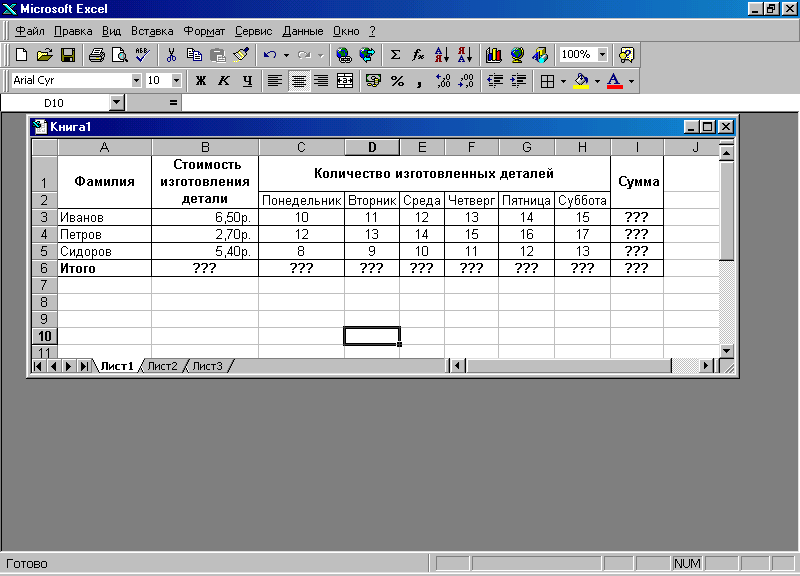 Microsoft Excel
Файл Правка Вид Вставка Формат Сервис Данные Окно ?
100%
Arial Cyr 10 Ж К Ч % ,
D10 =
Книга1
A B C D E F G H I J
1 Фамилия Стоимость изготовления детали Количество изготовленных деталей Сумма
2 Понедельник Вторник Среда Четверг Пятница Суббота
3 Иванов 6,50р. 10 11 12 13 14 15 ???
4 Петров 2,70р. 12 13 14 15 16 17 ???
5 Сидоров 5,40р. 8 9 10 11 12 13 ???
6 Итого ??? ??? ??? ??? ??? ??? ??? ???
7
8
9
10
11
Лист1 Лист2 Лист3
Готово NUM